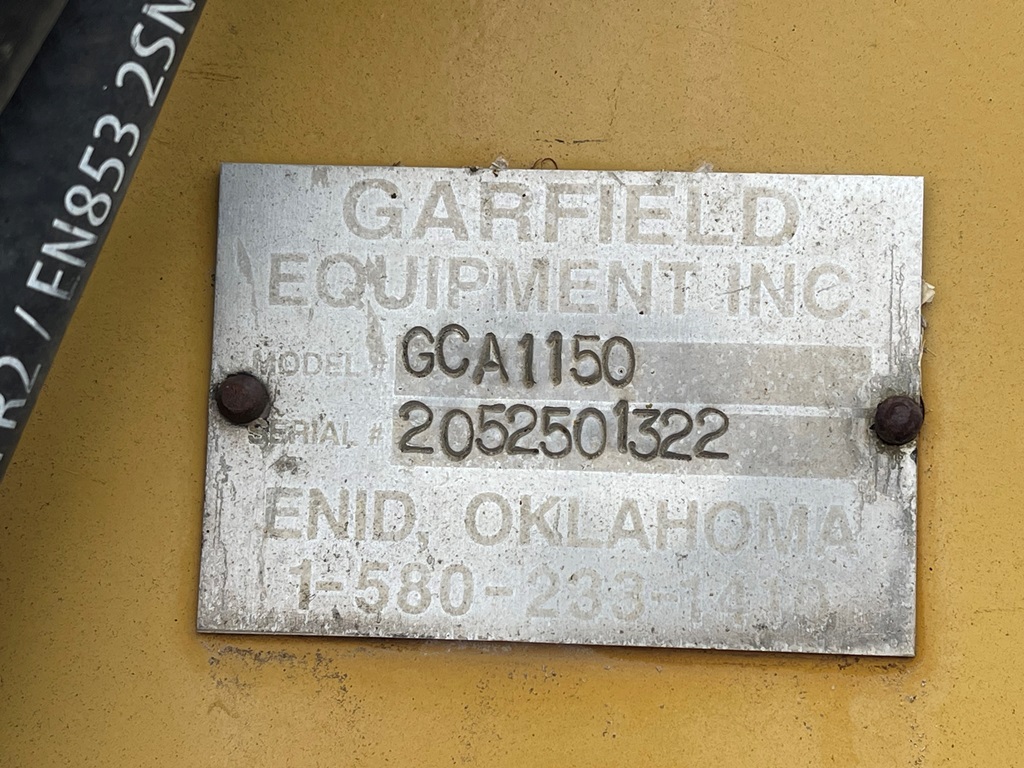 R2 / EN853 2SN
GARFIELD
EQUIPMENT INC.
MODEL # GCA1150
SERIAL # 2052501322
ENID, OKLAHOMA